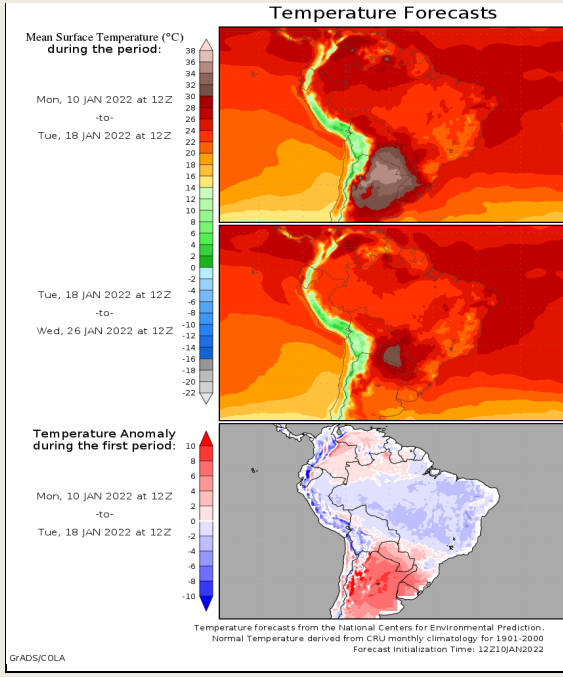 Temperature Forecasts
Mean Surface Temperature (°C)
during the period:
Mon, 10 JAN 2022 at 12Z
-to-
Tue, 18 JAN 2022 at 12Z
38
36
34
32
30
28
26
24
22
20
18
16
14
12
10
8
6
4
2
0
-2
-4
-6
-8
-10
-12
-14
-16
-18
-20
-22
Tue, 18 JAN 2022 at 12Z
-to-
Wed, 26 JAN 2022 at 12Z
Temperature Anomaly
during the first period:
Mon, 10 JAN 2022 at 12Z
-to-
Tue, 18 JAN 2022 at 12Z
10
8
6
4
2
0
-2
-4
-6
-8
-10
Temperature forecasts from the National Centers for Environmental Prediction.
Normal Temperature derived from CRU monthly climatology for 1901-2000
Forecast Initialization Time: 12Z10JAN2022
GrADS/COLA